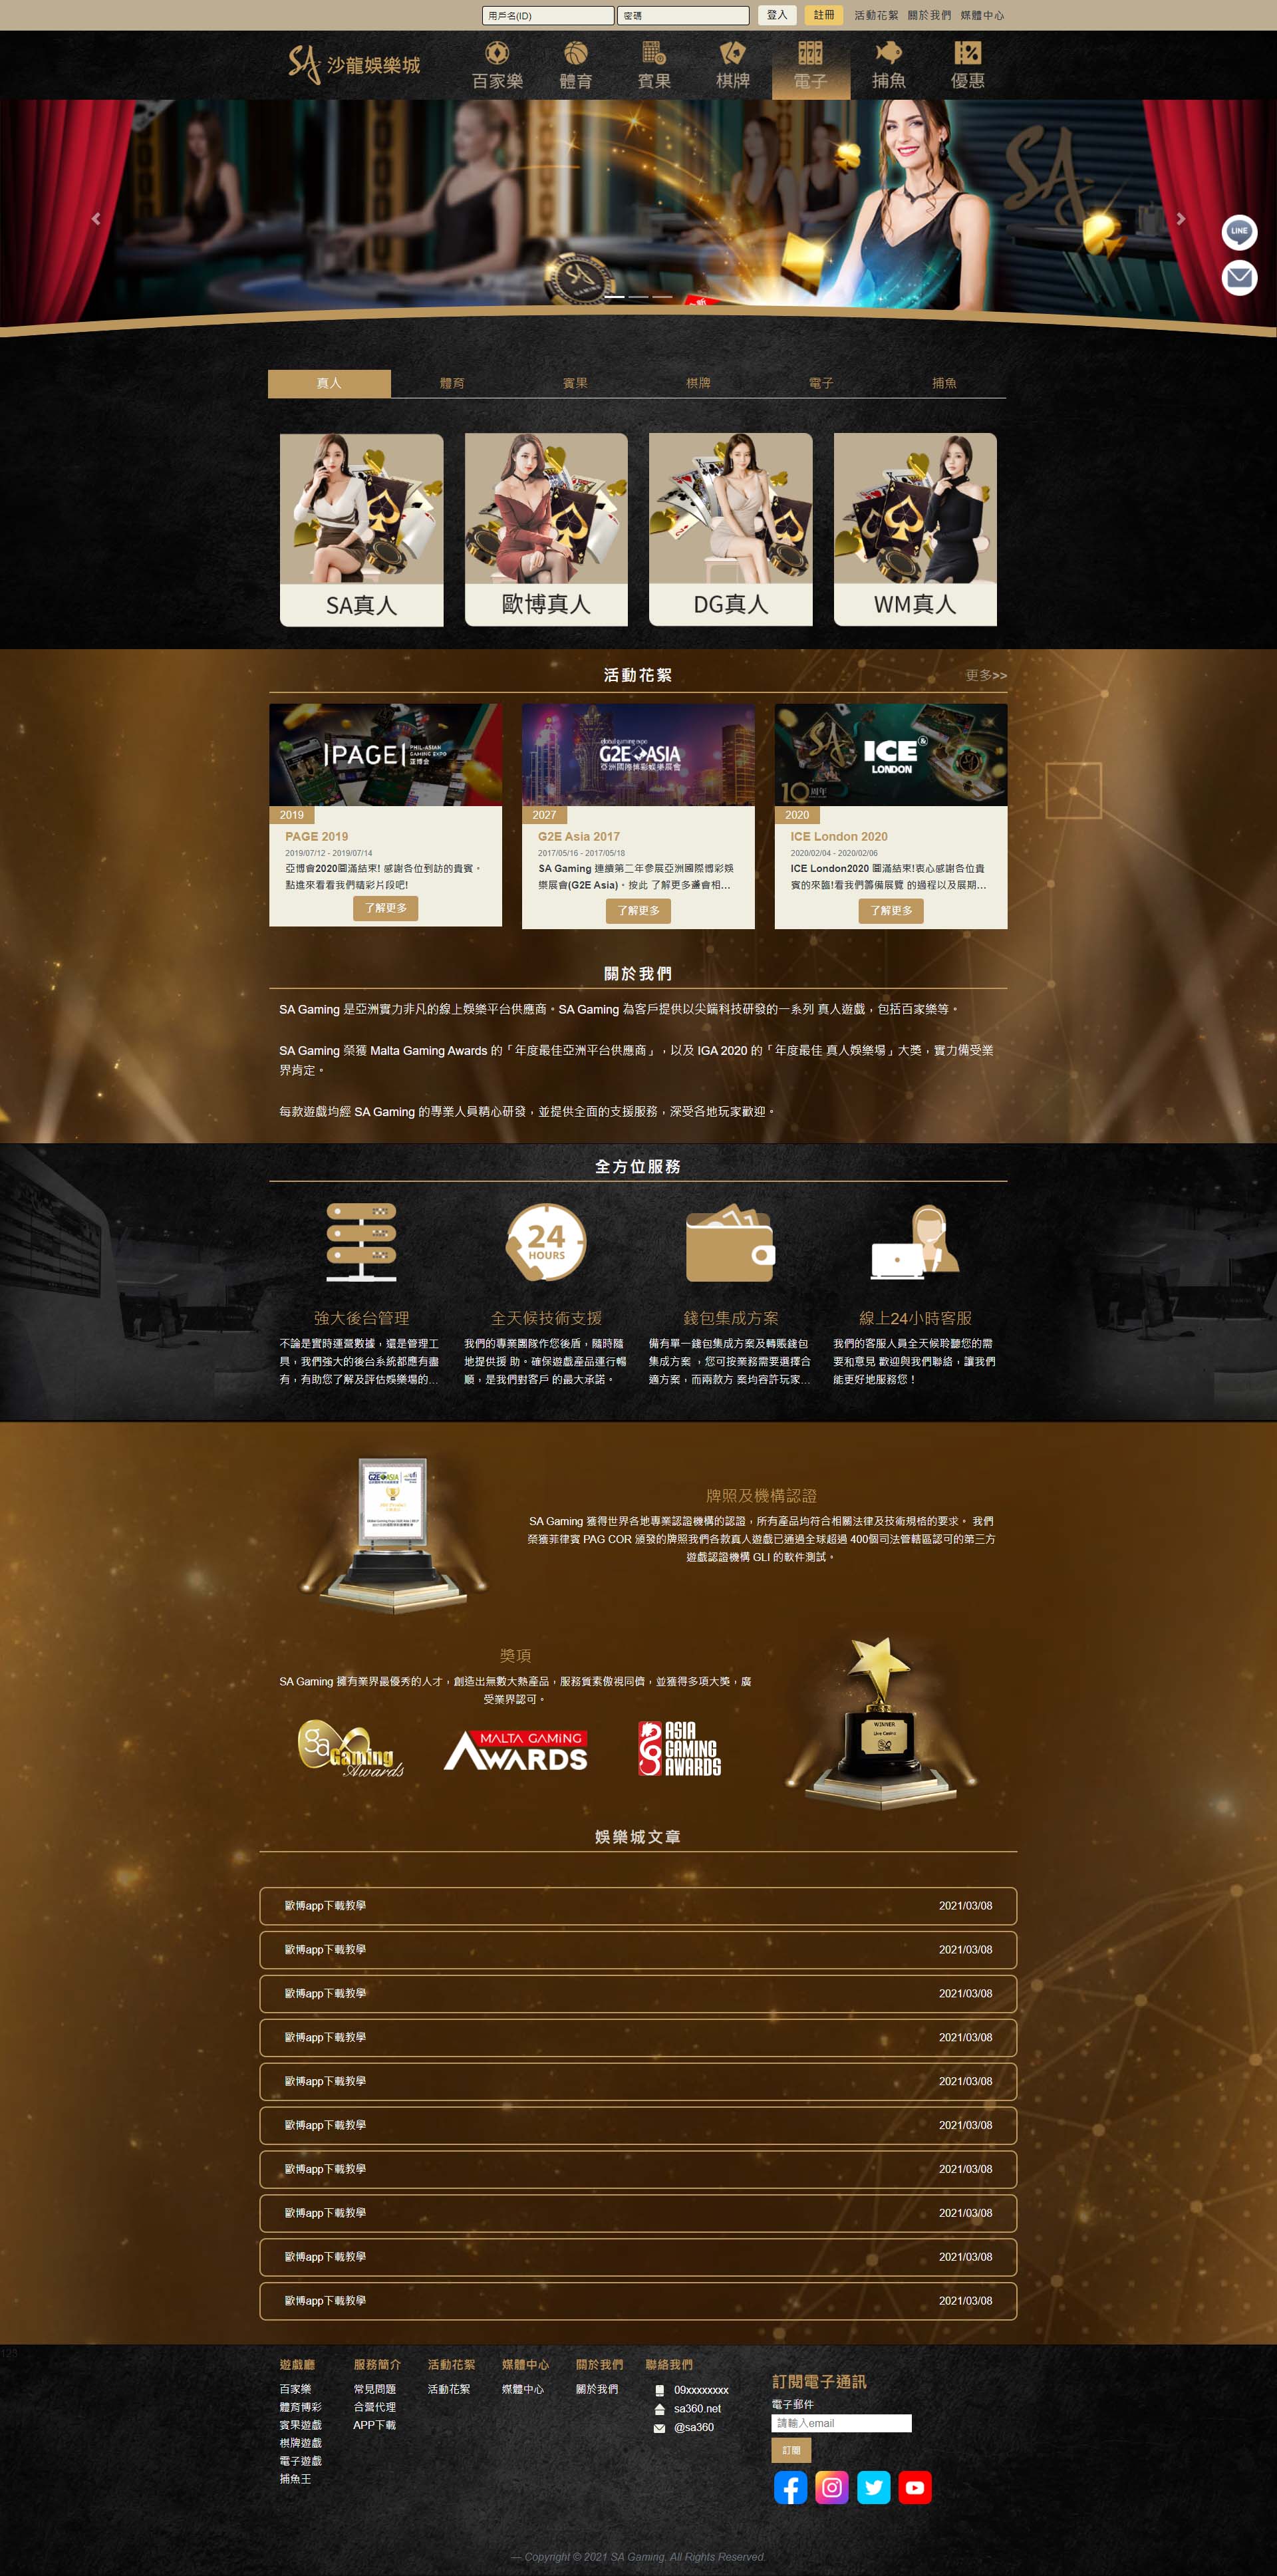 用戶名(ID) 密碼 登入 註冊 活動花絮 關於我們 媒體中心
SA 沙龍娛樂城
百家樂 體育 賓果 棋牌 電子 捕魚 優惠
SA
LINE
SA
真人 體育 賓果 棋牌 電子 捕魚
SA真人 歐博真人 DG真人 WM真人
活動花絮
更多>>
PAGE PHIL-ASIAN GAMING EXPO 亞博會
2019
PAGE 2019
2019/07/12 - 2019/07/14
亞博會2020圓滿結束! 感謝各位到訪的貴賓。
點進來看看我們精彩片段吧!
了解更多
global gaming expo
G2E ASIA
亞洲國際博彩娛樂展會
2027
G2E Asia 2017
2017/05/16 - 2017/05/18
SA Gaming 連續第二年參展亞洲國際博彩娛
樂展會(G2E Asia)。按此 了解更多盛會相...
了解更多
SA
ICE
LONDON
10 周年
2020
ICE London 2020
2020/02/04 - 2020/02/06
ICE London2020 圓滿結束!衷心感謝各位貴
賓的來臨!看我們籌備展覽 的過程以及展期...
了解更多
關於我們
SA Gaming 是亞洲實力非凡的線上娛樂平台供應商。SA Gaming 為客戶提供以尖端科技研發的一系列 真人遊戲，包括百家樂等。
SA Gaming 榮獲 Malta Gaming Awards 的「年度最佳亞洲平台供應商」，以及 IGA 2020 的「年度最佳 真人娛樂場」大獎，實力備受業
界肯定。
每款遊戲均經 SA Gaming 的專業人員精心研發，並提供全面的支援服務，深受各地玩家歡迎。
全方位服務
24
HOURS
強大後台管理
不論是實時運營數據，還是管理工
具，我們強大的後台系統都應有盡
有，有助您了解及評估娛樂場的...
全天候技術支援
我們的專業團隊作您後盾，隨時隨
地提供援 助。確保遊戲產品運行暢
順，是我們對客戶 的最大承諾。
錢包集成方案
備有單一錢包集成方案及轉賬錢包
集成方案 ，您可按業務需要選擇合
適方案，而兩款方 案均容許玩家...
線上24小時客服
我們的客服人員全天候聆聽您的需
要和意見 歡迎與我們聯絡，讓我們
能更好地服務您！
G2E ASIA
牌照及機構認證
SA Gaming 獲得世界各地專業認證機構的認證，所有產品均符合相關法律及技術規格的要求。 我們
榮獲菲律賓 PAG COR 頒發的牌照我們各款真人遊戲已通過全球超過 400個司法管轄區認可的第三方
遊戲認證機構 GLI 的軟件測試。
獎項
SA Gaming 擁有業界最優秀的人才，創造出無數大熱產品，服務質素傲視同儕，並獲得多項大獎，廣
受業界認可。
ga Gaming Awards
MALTA GAMING AWARDS
ASIA GAMING AWARDS
WINNER
Live Casino
娛樂城文章
歐博app下載教學 2021/03/08
歐博app下載教學 2021/03/08
歐博app下載教學 2021/03/08
歐博app下載教學 2021/03/08
歐博app下載教學 2021/03/08
歐博app下載教學 2021/03/08
歐博app下載教學 2021/03/08
歐博app下載教學 2021/03/08
歐博app下載教學 2021/03/08
歐博app下載教學 2021/03/08
123
遊戲廳
百家樂
體育博彩
賓果遊戲
棋牌遊戲
電子遊戲
捕魚王
服務簡介
常見問題
合營代理
APP下載
活動花絮
活動花絮
媒體中心
媒體中心
關於我們
關於我們
聯絡我們
09xxxxxxxx
sa360.net
@sa360
訂閱電子通訊
電子郵件
請輸入email
訂閱
— Copyright © 2021 SA Gaming. All Rights Reserved.